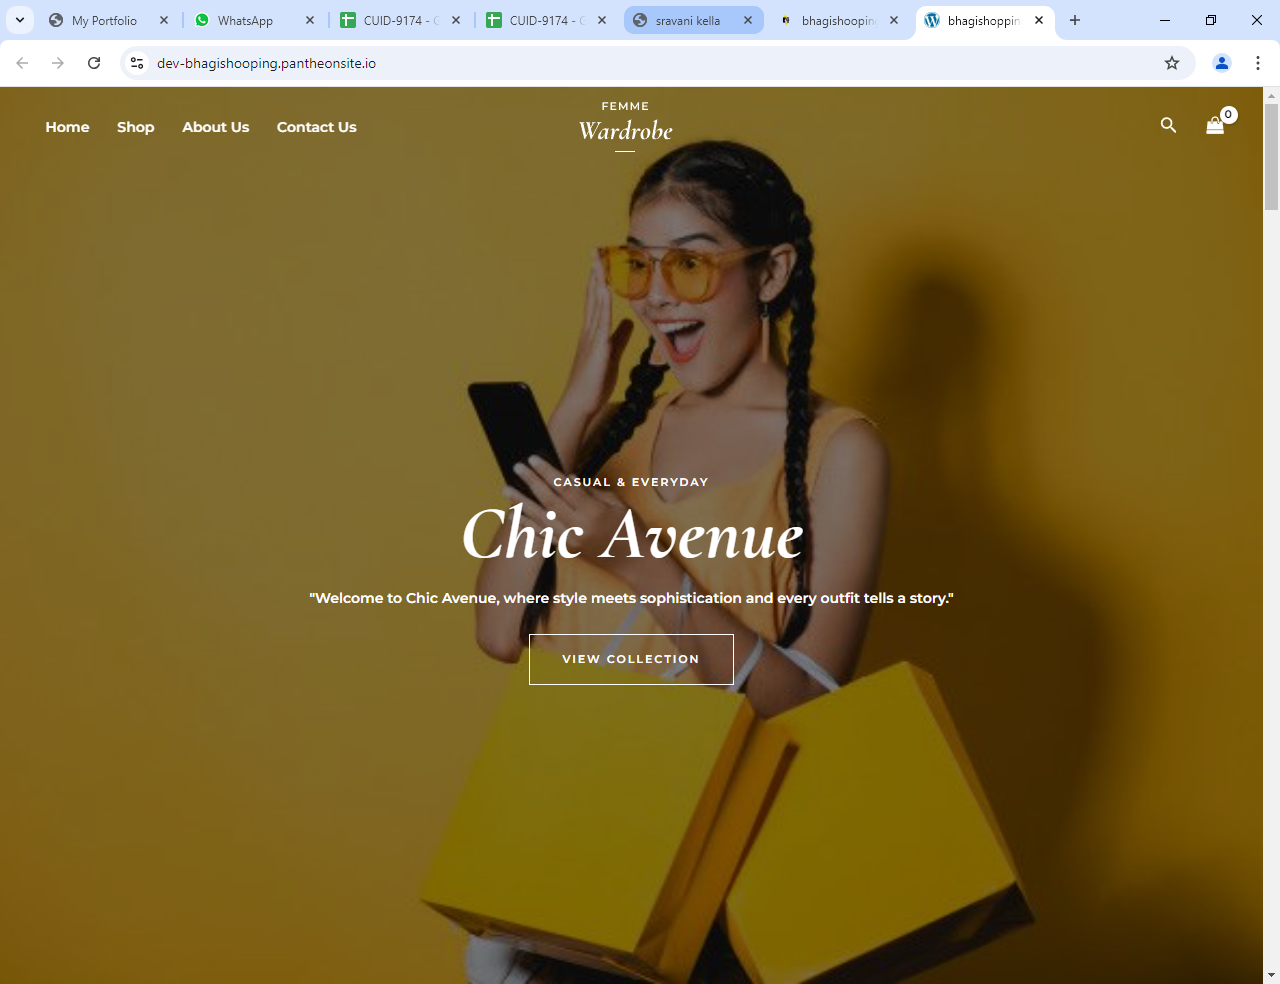 My Portfolio
WhatsApp
CUID-9174 - G
CUID-9174 - G
sravani kella
bhagishooping
bhagishopping
dev-bhagishooping.pantheonsite.io
Home Shop About Us Contact Us
FEMME
Wardrobe
0
CASUAL & EVERYDAY
Chic Avenue
"Welcome to Chic Avenue, where style meets sophistication and every outfit tells a story."
VIEW COLLECTION